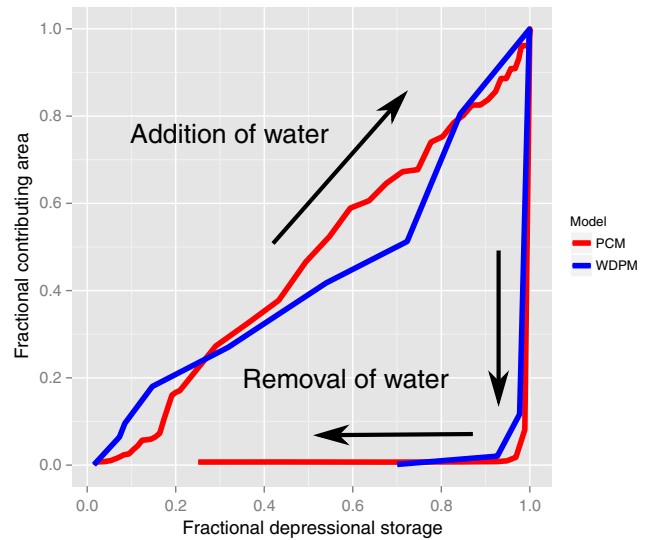 1.0
0.8
0.6
0.4
0.2
0.0
Fractional contributing area
Addition of water
Removal of water
0.0 0.2 0.4 0.6 0.8 1.0
Fractional depressional storage
Model
PCM
WDPM